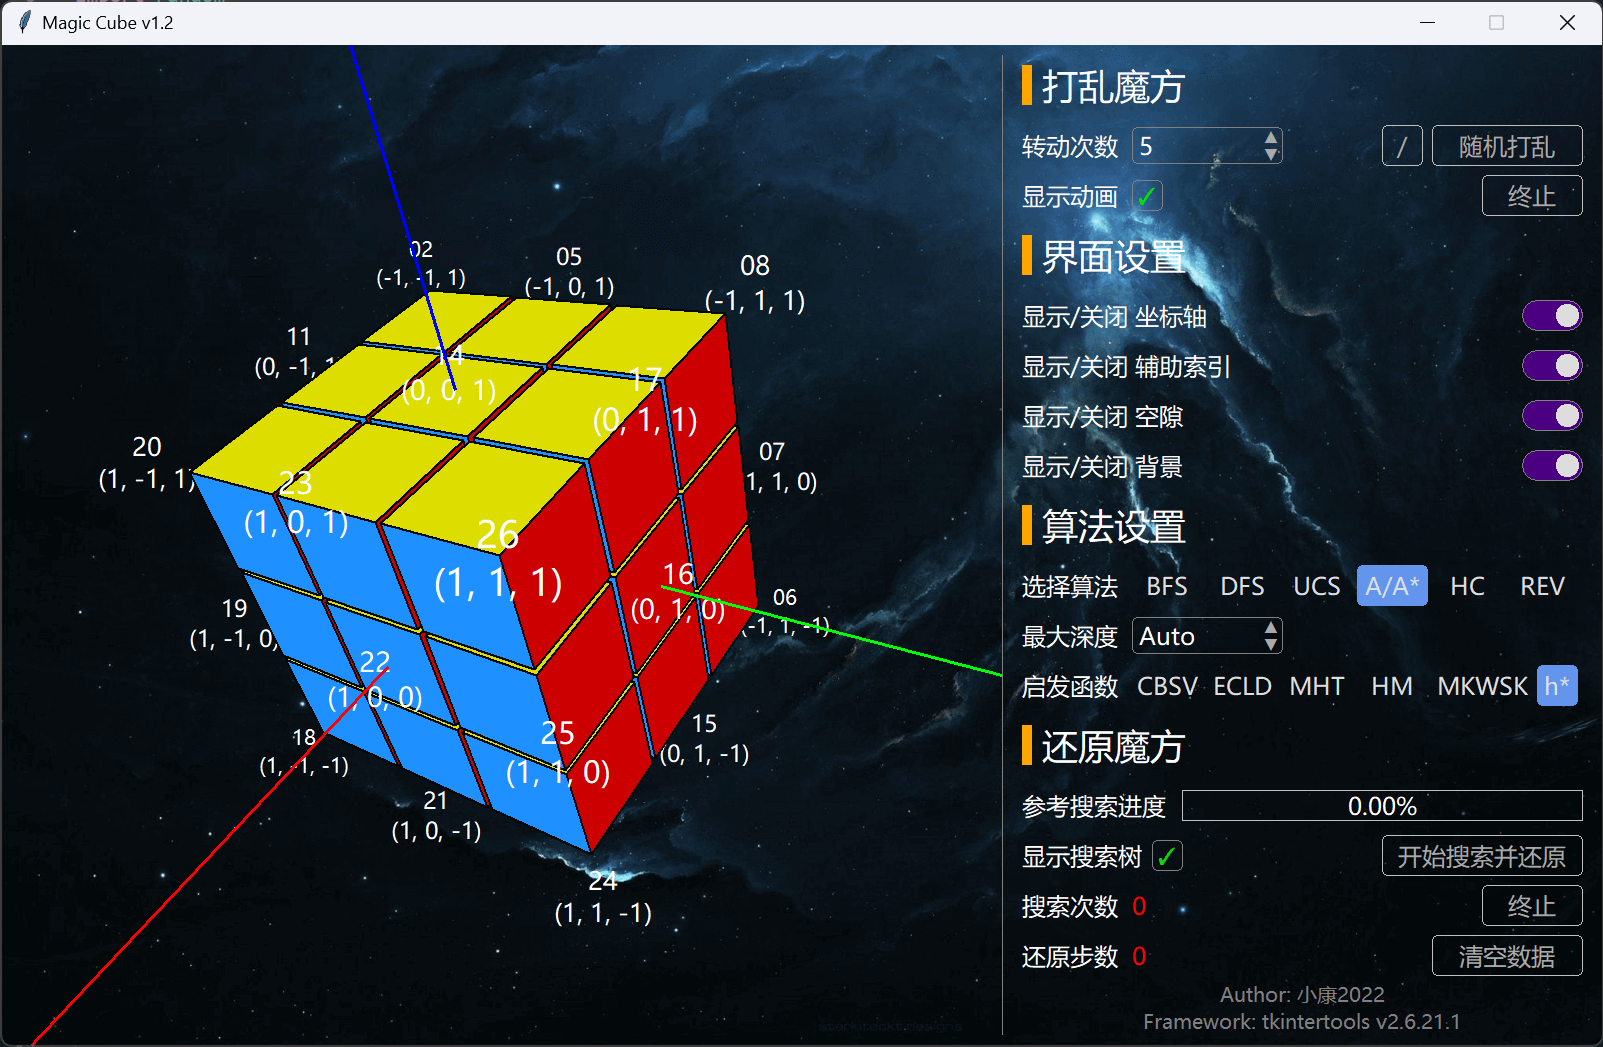 Magic Cube v1.2
02
(-1, -1, 1)
05
(-1, 0, 1)
08
(-1, 1, 1)
11
(0, -1, 1
14
(0, 0, 1)
17
(0, 1, 1)
20
(1, -1, 1)
23
(1, 0, 1)
26
(1, 1, 1)
07
1, 1, 0)
16
(0, 1, 0)
06
(-1, 1, -1)
19
(1, -1, 0,
22
(1, 0, 0)
18
(1, -1, -1)
25
(1, 1, 0)
15
(0, 1, -1)
21
(1, 0, -1)
24
(1, 1, -1)
打乱魔方
转动次数 5 / 随机打乱
显示动画 ✓ 终止
界面设置
显示/关闭 坐标轴
显示/关闭 辅助索引
显示/关闭 空隙
显示/关闭 背景
算法设置
选择算法 BFS DFS UCS A/A* HC REV
最大深度 Auto
启发函数 CBSV ECLD MHT HM MKWSK h*
还原魔方
参考搜索进度 0.00%
显示搜索树 ✓ 开始搜索并还原
搜索次数 0 终止
还原步数 0 清空数据
Author: 小康2022
Framework: tkintertools v2.6.21.1